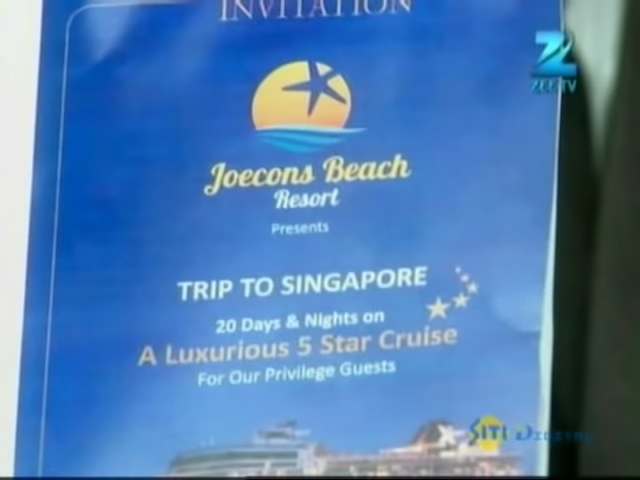 INVITATION
ZEE TV
Joecons Beach
Resort
Presents
TRIP TO SINGAPORE
20 Days & Nights on
A Luxurious 5 Star Cruise
For Our Privilege Guests
SITI DIGITAL